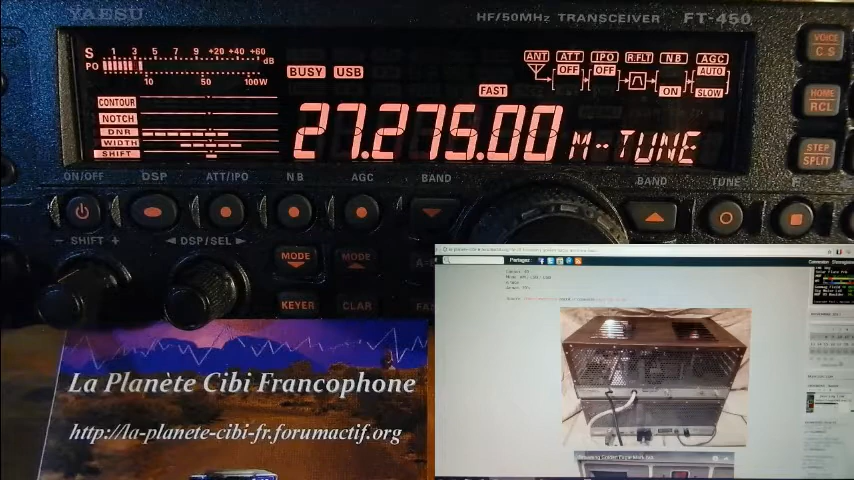 YAESU
HF/50MHz TRANSCEIVER FT-450
S 1 3 5 7 9 +20 +40 +60 dB
PO 10 50 100W
BUSY USB
ANT ATT IPO R.FLT NB AGC
OFF OFF AUTO
ON SLOW
FAST
CONTOUR
NOTCH
DNR
WIDTH
SHIFT
27.275.00 M-TUNE
VOICE
C S
HOME
RCL
STEP
SPLIT
ON/OFF DSP ATT/IPO NB AGC BAND BAND TUNE F
– SHIFT + ◄ DSP/SEL ►
MODE MODE
KEYER CLAR
La Planète Cibi Francophone
http://la-planete-cibi-fr.forumactif.org
Partagez :